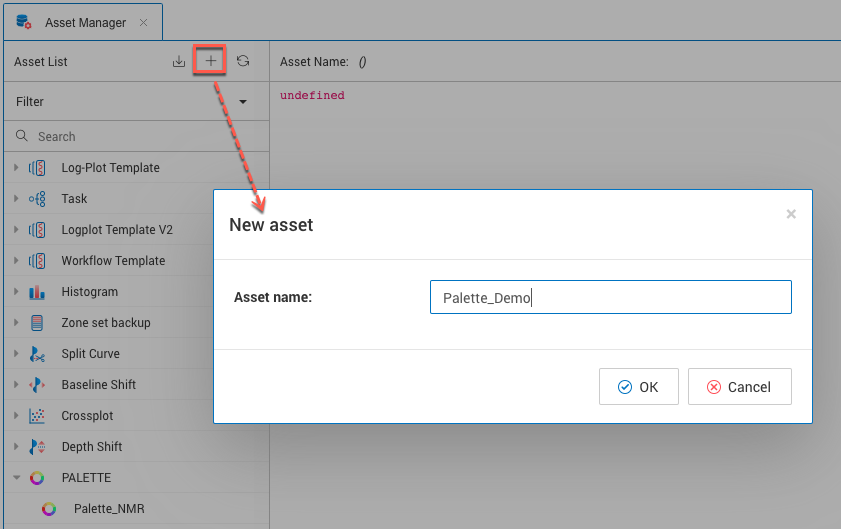 Asset Manager
Asset List
Asset Name: ()
Filter
undefined
Search
Log-Plot Template
Task
Logplot Template V2
Workflow Template
Histogram
Zone set backup
Split Curve
Baseline Shift
Crossplot
Depth Shift
PALETTE
Palette_NMR
New asset
Asset name:
Palette_Demo
OK
Cancel